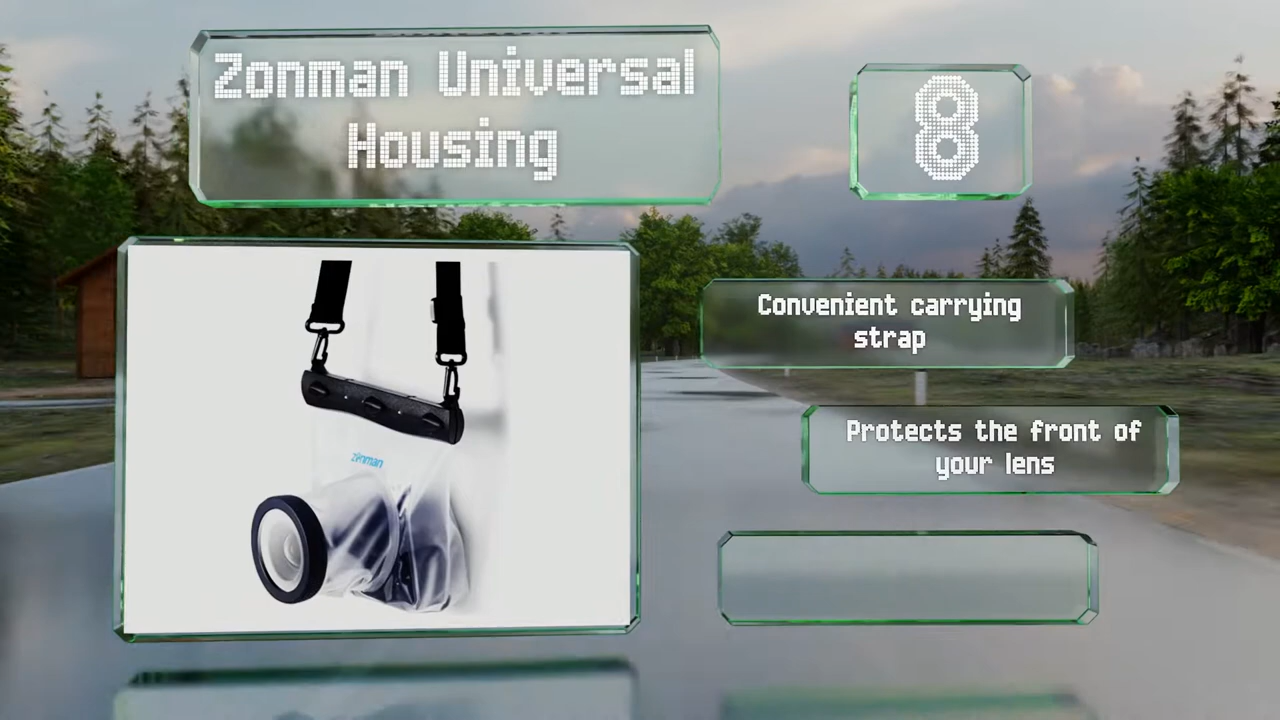 Zonman Universal
Housing
8
Convenient carrying
strap
Protects the front of
your lens
zonman